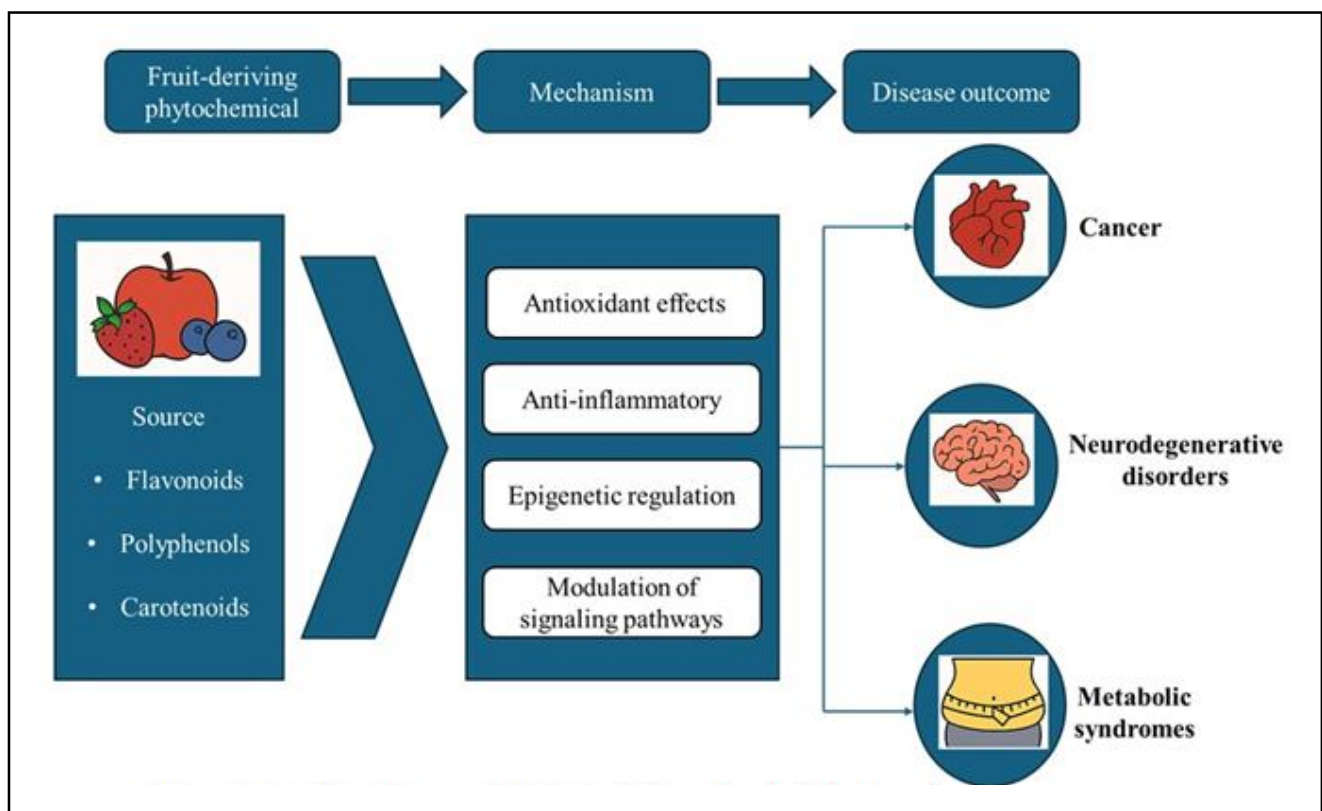 Fruit-deriving
phytochemical
Mechanism
Disease outcome
Source
• Flavonoids
• Polyphenols
• Carotenoids
Antioxidant effects
Anti-inflammatory
Epigenetic regulation
Modulation of
signaling pathways
Cancer
Neurodegenerative
disorders
Metabolic
syndromes